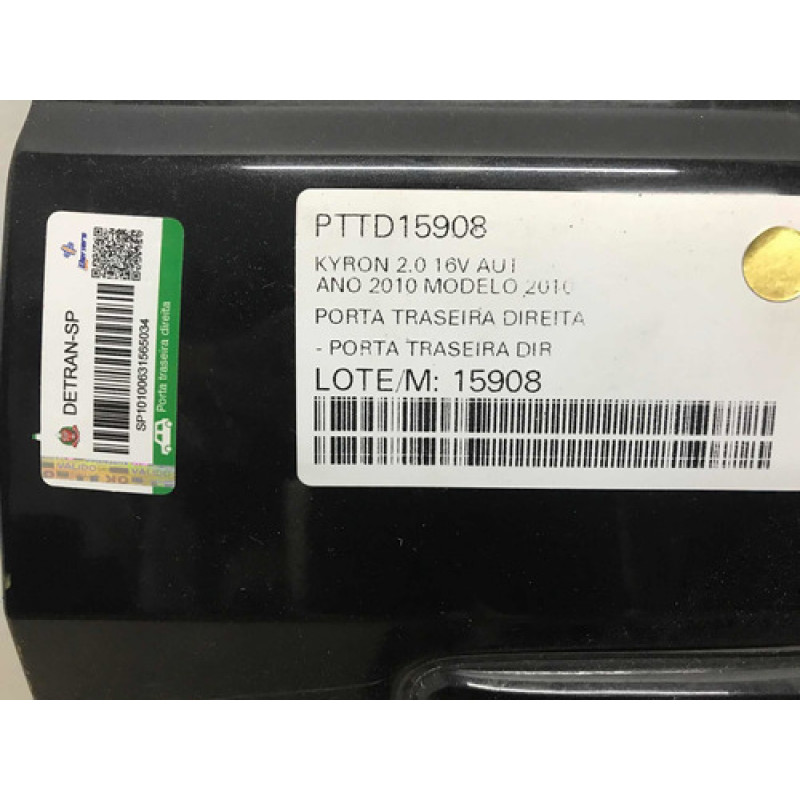 DETRAN-SP
SP10100631565034
Porta traseira direita
PTTD15908
KYRON 2.0 16V AUT
ANO 2010 MODELO 2010
PORTA TRASEIRA DIREITA
- PORTA TRASEIRA DIR
LOTE/M: 15908